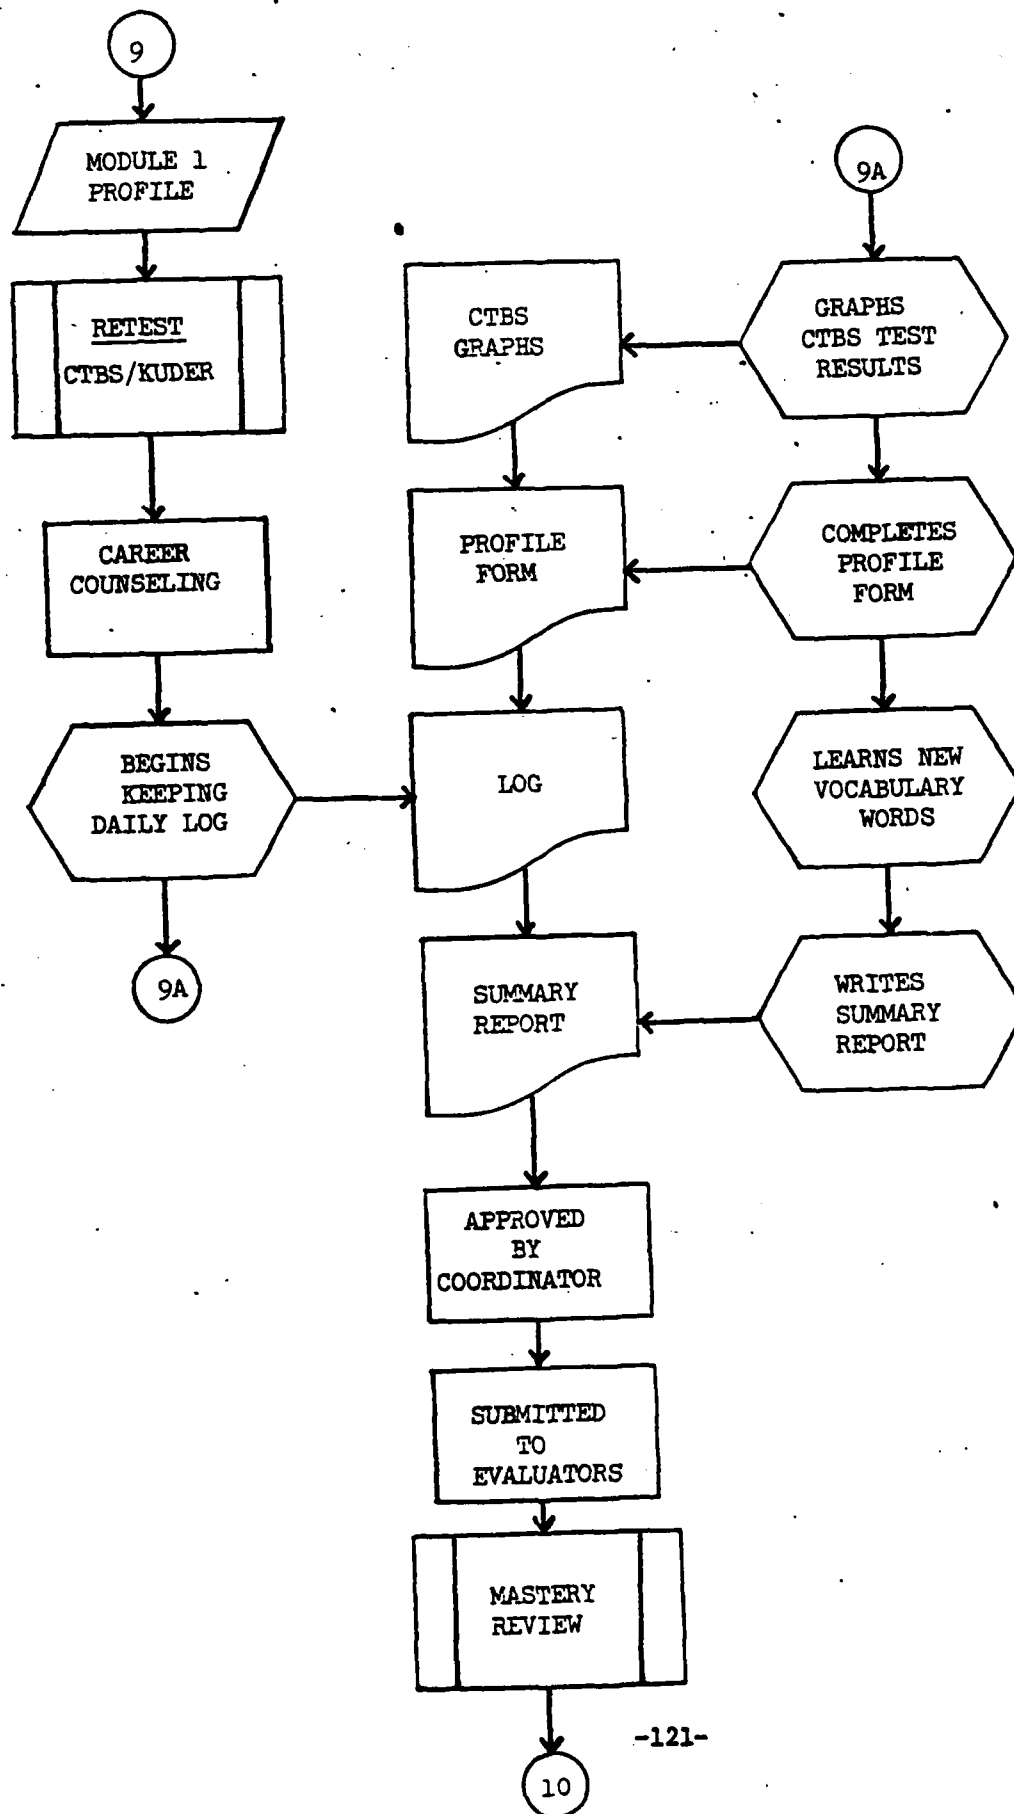 9
MODULE 1
PROFILE
RETEST
CTBS/KUDER
CAREER
COUNSELING
BEGINS
KEEPING
DAILY LOG
9A
CTBS
GRAPHS
PROFILE
FORM
LOG
SUMMARY
REPORT
APPROVED
BY
COORDINATOR
SUBMITTED
TO
EVALUATORS
MASTERY
REVIEW
10
9A
GRAPHS
CTBS TEST
RESULTS
COMPLETES
PROFILE
FORM
LEARNS NEW
VOCABULARY
WORDS
WRITES
SUMMARY
REPORT
-121-